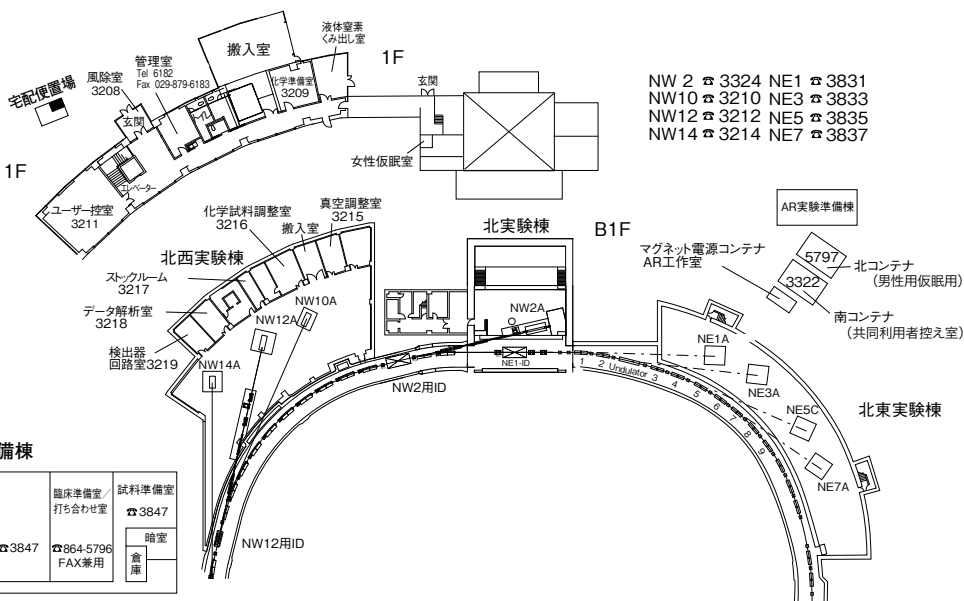 宅配便置場
風除室
3208
管理室
Tel 6182
Fax 029-879-6183
搬入室
液体窒素
くみ出し室
1F
化学準備室
3209
玄関
玄関
女性仮眠室
1F
エレベーター
ユーザー控室
3211
NW 2 ☎ 3324 NE1 ☎ 3831
NW10 ☎ 3210 NE3 ☎ 3833
NW12 ☎ 3212 NE5 ☎ 3835
NW14 ☎ 3214 NE7 ☎ 3837
AR実験準備棟
5797
北コンテナ
(男性用仮眠用)
3322
南コンテナ
(共同利用者控え室)
マグネット電源コンテナ
AR工作室
北実験棟
B1F
真空調整室
3215
搬入室
化学試料調整室
3216
北西実験棟
ストックルーム
3217
データ解析室
3218
検出器
回路室3219
NW10A
NW12A
NW14A
NW2A
NE1-ID
NW2用ID
NW12用ID
1 2 Undulator 3 4 5 6 7 8 9
NE1A
NE3A
NE5C
NE7A
北東実験棟
備棟
☎3847
臨床準備室/
打ち合わせ室
☎864-5796
FAX兼用
試料準備室
☎3847
暗室
倉庫